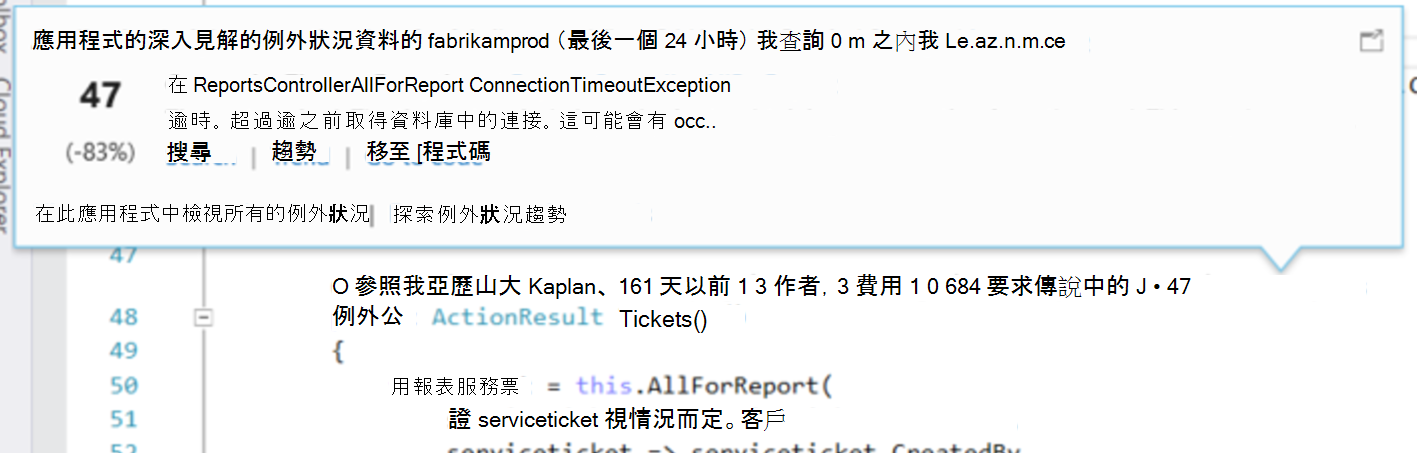 應用程式的深入見解的例外狀況資料的 fabrikamprod（最後一個 24 小時）我查詢 0 m 之內我 Le.az.n.m.ce
47
在 ReportsControllerAllForReport ConnectionTimeoutException
逾時。超過逾之前取得資料庫中的連接。這可能會有 occ..
(-83%)
搜尋 | 趨勢 | 移至 [程式碼
在此應用程式中檢視所有的例外狀況| 探索例外狀況趨勢
Cloud Explorer
47
O 參照我亞歷山大 Kaplan、161 天以前 1 3 作者, 3 費用 1 0 684 要求傳說中的 J • 47
48 例外公 ActionResult Tickets()
49 {
50 用報表服務票 = this.AllForReport(
51 證 serviceticket 視情況而定。客戶
52 serviceticket => serviceticket.CreatedBy